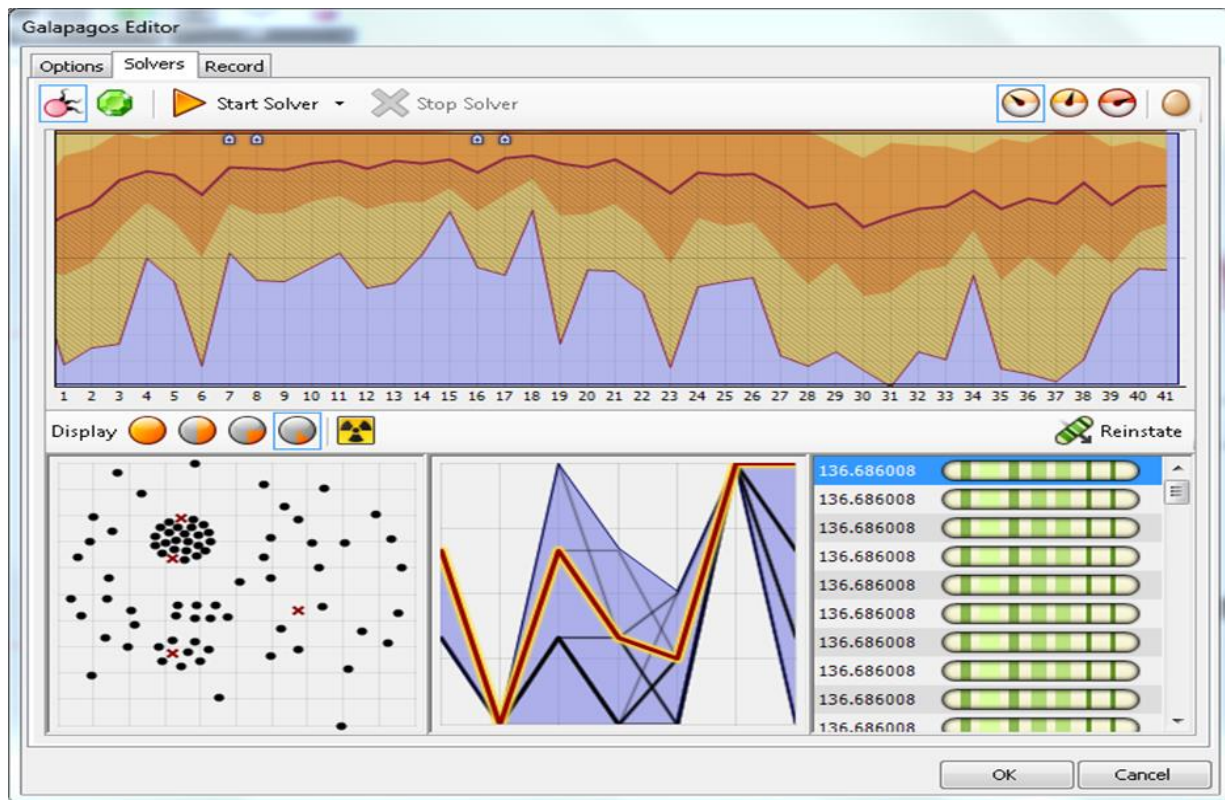 Galapagos Editor
Options Solvers Record
Start Solver Stop Solver
1 2 3 4 5 6 7 8 9 10 11 12 13 14 15 16 17 18 19 20 21 22 23 24 25 26 27 28 29 30 31 32 33 34 35 36 37 38 39 40 41
Display Reinstate
136.686008
136.686008
136.686008
136.686008
136.686008
136.686008
136.686008
136.686008
136.686008
136.686008
OK Cancel